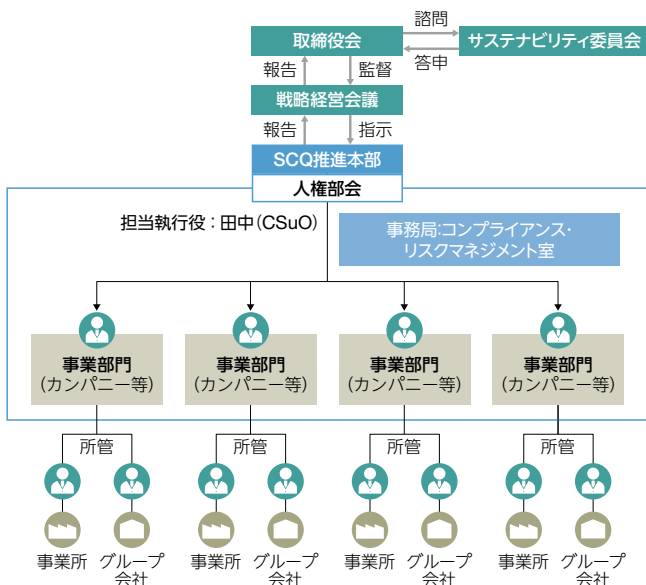 諮問
取締役会
サステナビリティ委員会
答申
報告
監督
戦略経営会議
報告
指示
SCQ推進本部
人権部会
担当執行役：田中(CSuO)
事務局:コンプライアンス・
リスクマネジメント室
事業部門
(カンパニー等)
事業部門
(カンパニー等)
事業部門
(カンパニー等)
事業部門
(カンパニー等)
所管
所管
所管
所管
事業所
グループ
会社
事業所
グループ
会社
事業所
グループ
会社
事業所
グループ
会社